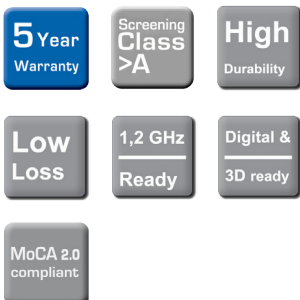 5 Year
Warranty
Screening
Class
>A
High
Durability
Low
Loss
1,2 GHz
Ready
Digital &
3D ready
MoCA 2.0
compliant